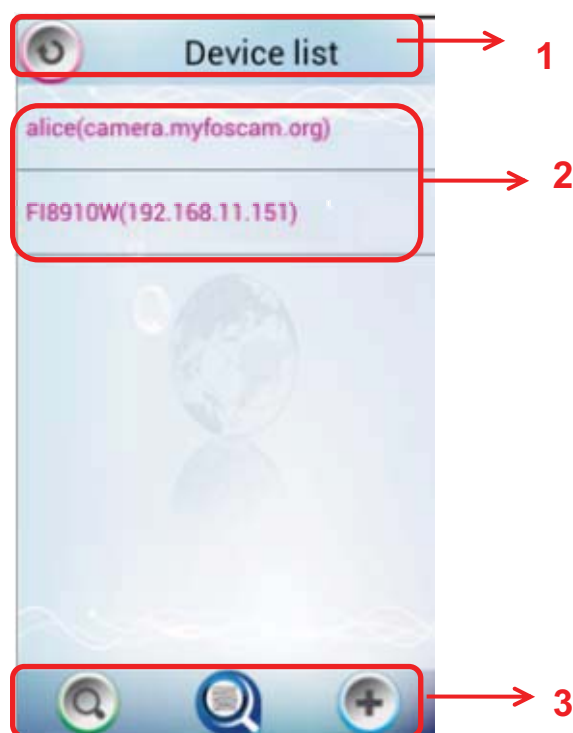 Device list
1
alice(camera.myfoscam.org)
2
FI8910W(192.168.11.151)
3